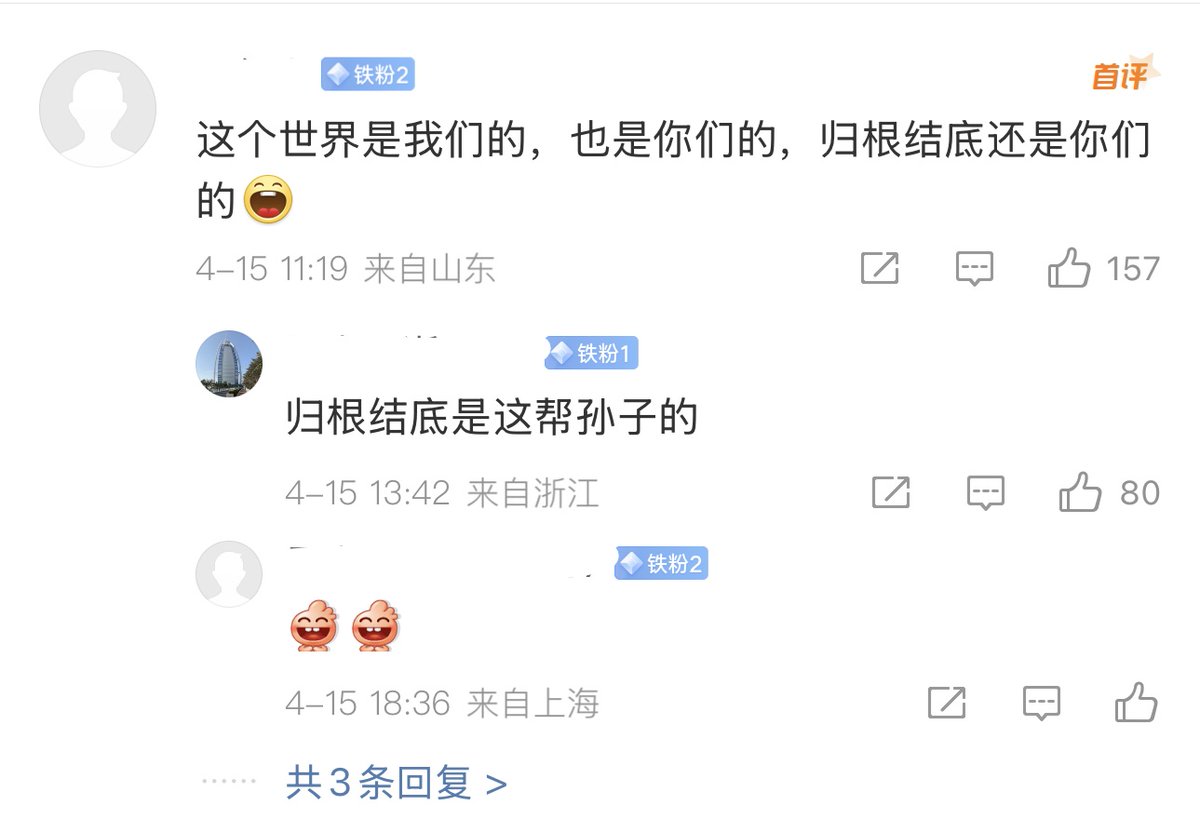 铁粉2
首评
这个世界是我们的，也是你们的，归根结底还是你们
的
4-15 11:19 来自山东
157
铁粉1
归根结底是这帮孙子的
4-15 13:42 来自浙江
80
铁粉2
4-15 18:36 来自上海
共3条回复 >